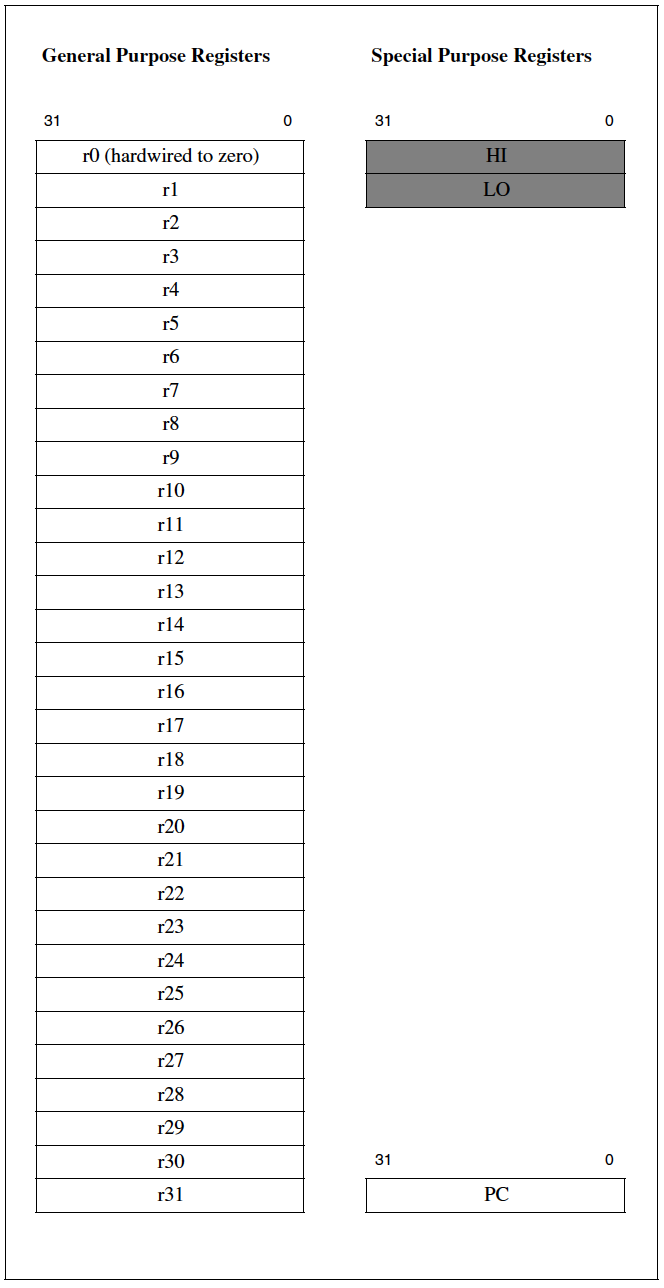 General Purpose Registers
Special Purpose Registers
31 0
31 0
r0 (hardwired to zero)
HI
r1
LO
r2
r3
r4
r5
r6
r7
r8
r9
r10
r11
r12
r13
r14
r15
r16
r17
r18
r19
r20
r21
r22
r23
r24
r25
r26
r27
r28
r29
r30
31 0
r31
PC